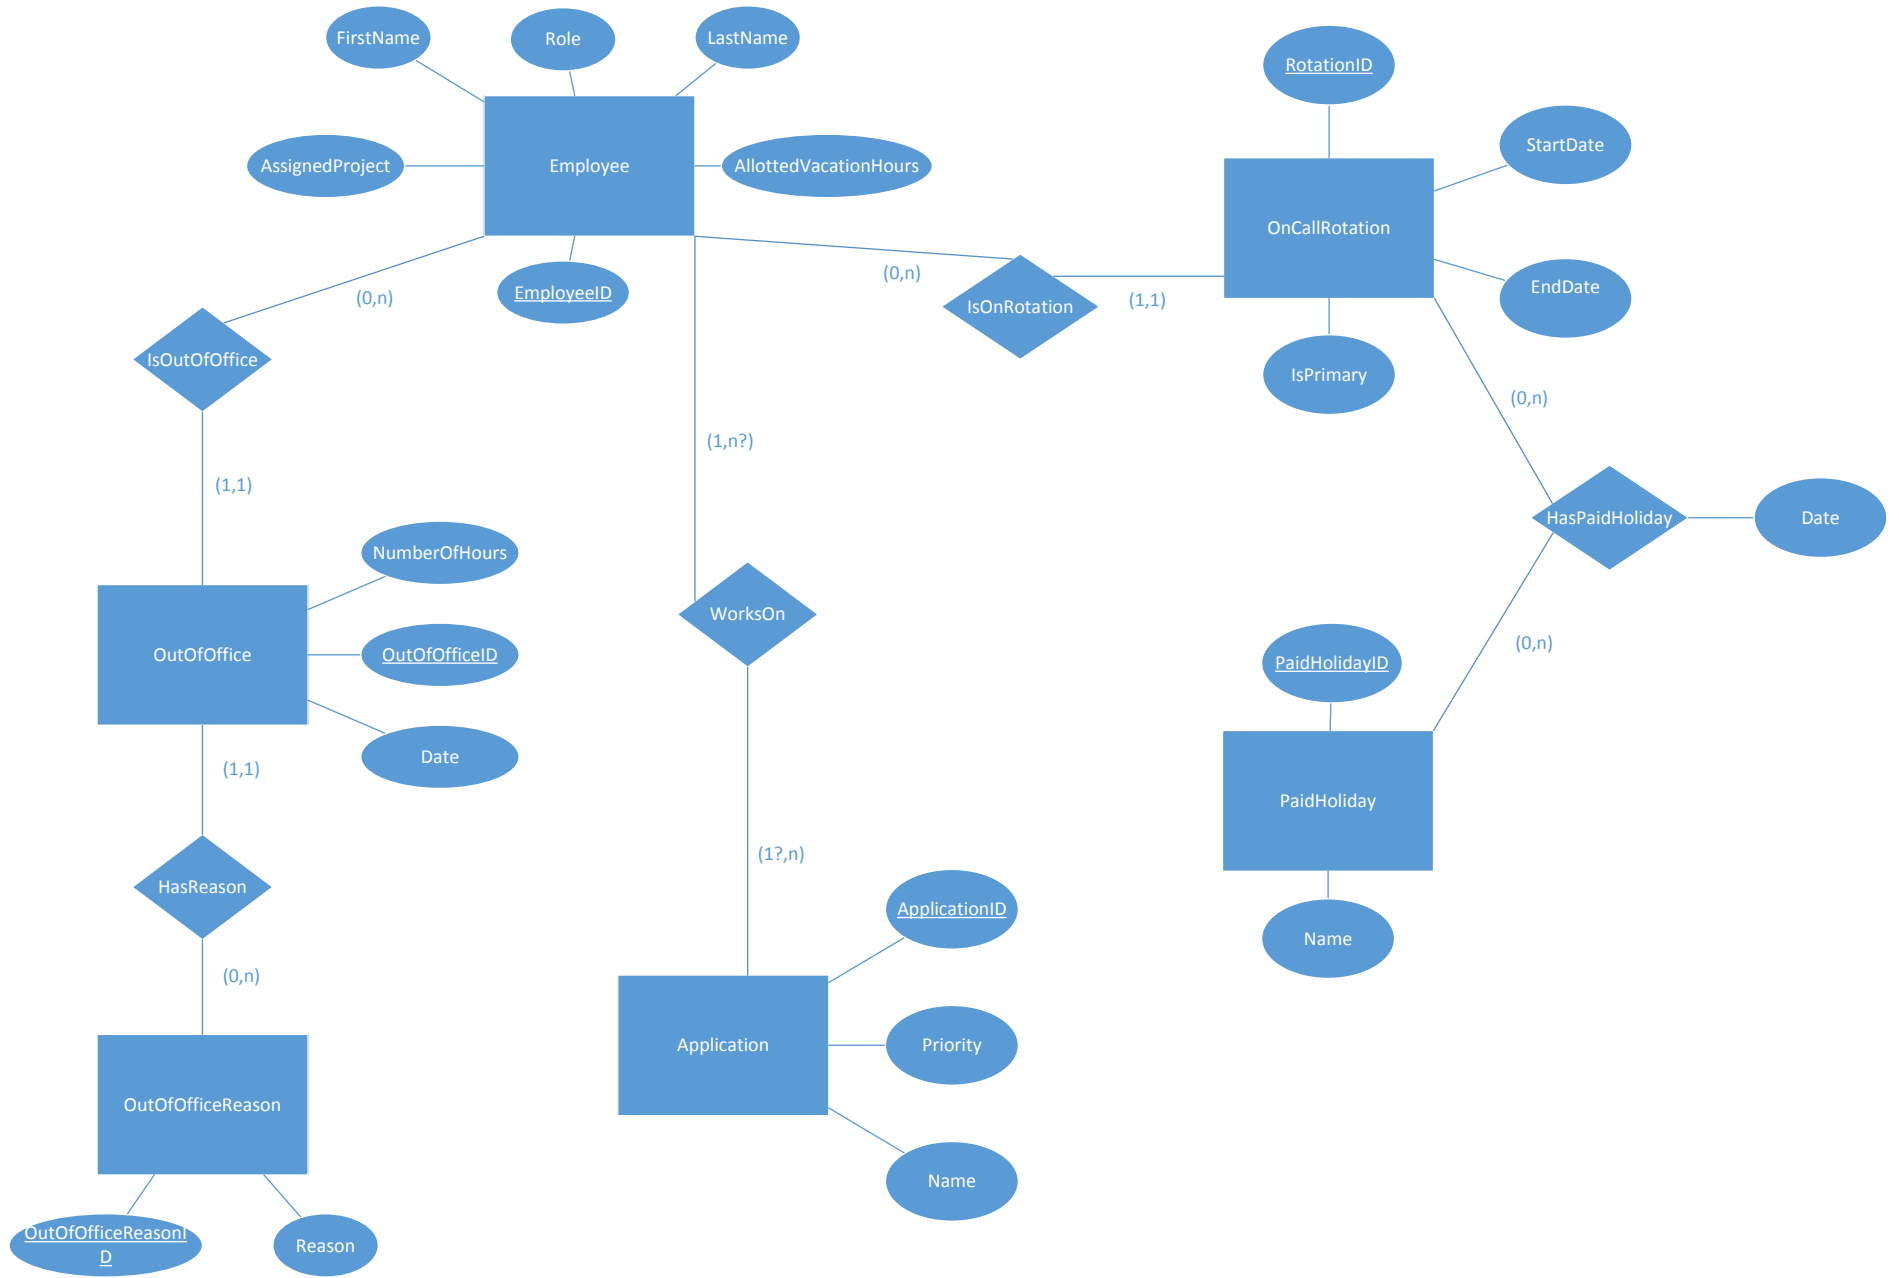 FirstName
Role
LastName
RotationID
StartDate
AssignedProject
Employee
AllottedVacationHours
OnCallRotation
(0,n)
EmployeeID
(0,n)
IsOnRotation
(1,1)
EndDate
IsOutOfOffice
IsPrimary
(0,n)
(1,n?)
(1,1)
HasPaidHoliday
Date
NumberOfHours
WorksOn
(0,n)
OutOfOffice
OutOfOfficeID
PaidHolidayID
Date
(1,1)
PaidHoliday
(1?,n)
HasReason
ApplicationID
Name
(0,n)
Application
Priority
OutOfOfficeReason
Name
OutOfOfficeReasonI
D
Reason